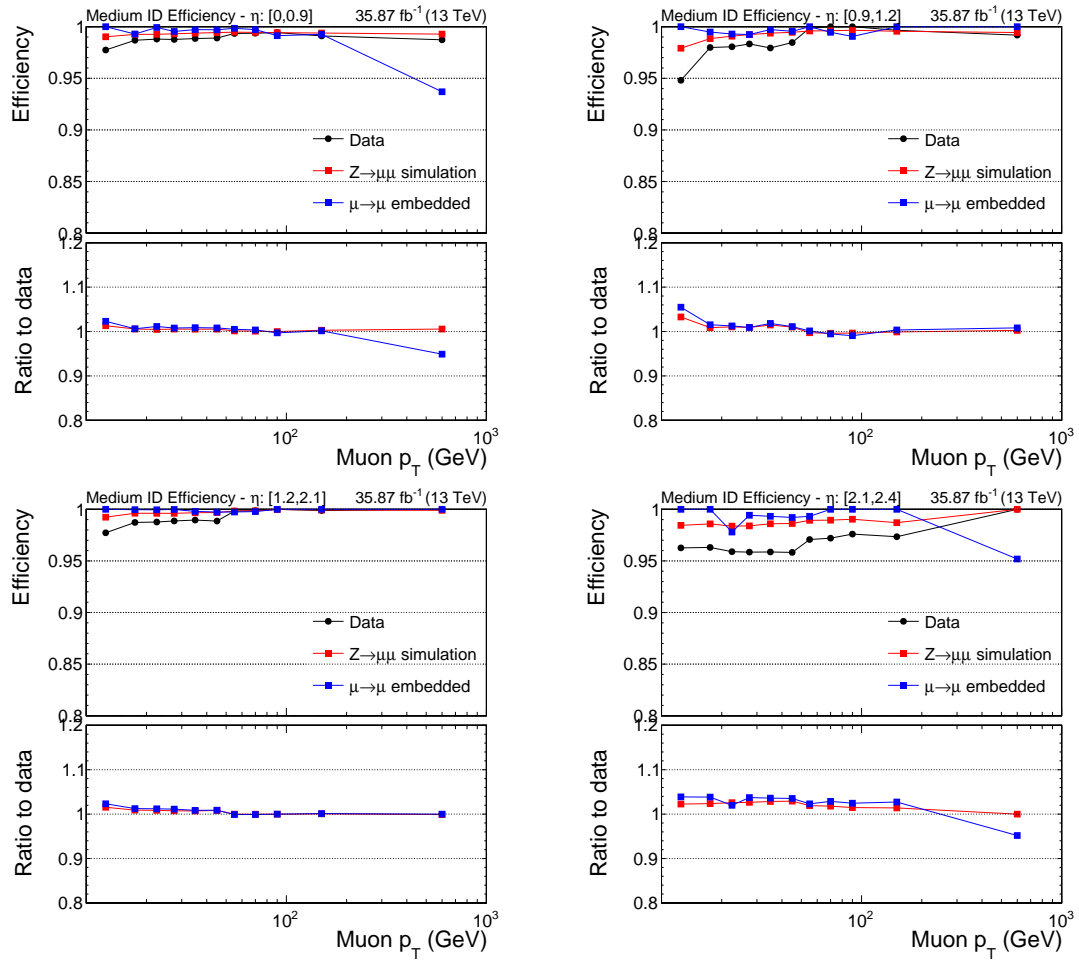 Medium ID Efficiency - η: [0,0.9] 35.87 fb⁻¹ (13 TeV)
Efficiency
1
0.95
0.9
0.85
0.8
Data
Z→μμ simulation
μ→μ embedded
Ratio to data
1.2
1.1
1
0.9
0.8
10² 10³
Muon p_T (GeV)
Medium ID Efficiency - η: [0.9,1.2] 35.87 fb⁻¹ (13 TeV)
Efficiency
1
0.95
0.9
0.85
0.8
Data
Z→μμ simulation
μ→μ embedded
Ratio to data
1.2
1.1
1
0.9
0.8
10² 10³
Muon p_T (GeV)
Medium ID Efficiency - η: [1.2,2.1] 35.87 fb⁻¹ (13 TeV)
Efficiency
1
0.95
0.9
0.85
0.8
Data
Z→μμ simulation
μ→μ embedded
Ratio to data
1.2
1.1
1
0.9
0.8
10² 10³
Muon p_T (GeV)
Medium ID Efficiency - η: [2.1,2.4] 35.87 fb⁻¹ (13 TeV)
Efficiency
1
0.95
0.9
0.85
0.8
Data
Z→μμ simulation
μ→μ embedded
Ratio to data
1.2
1.1
1
0.9
0.8
10² 10³
Muon p_T (GeV)